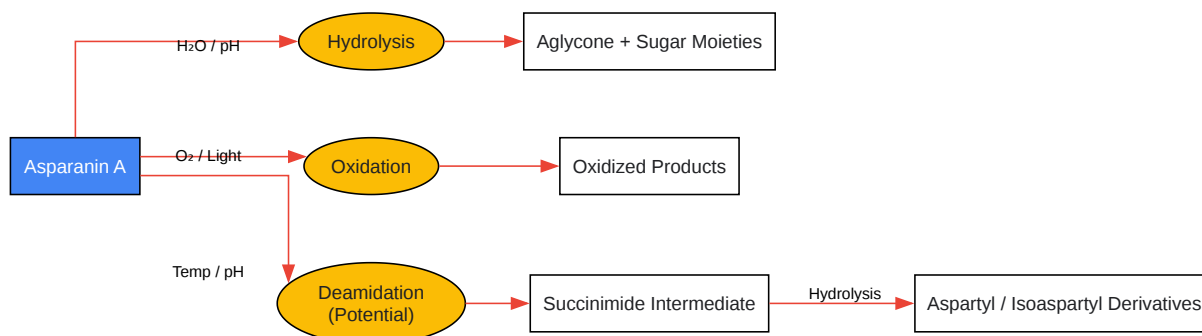 H₂O / pH
Hydrolysis
Aglycone + Sugar Moieties
Asparanin A
O₂ / Light
Oxidation
Oxidized Products
Temp / pH
Deamidation
(Potential)
Succinimide Intermediate
Hydrolysis
Aspartyl / Isoaspartyl Derivatives